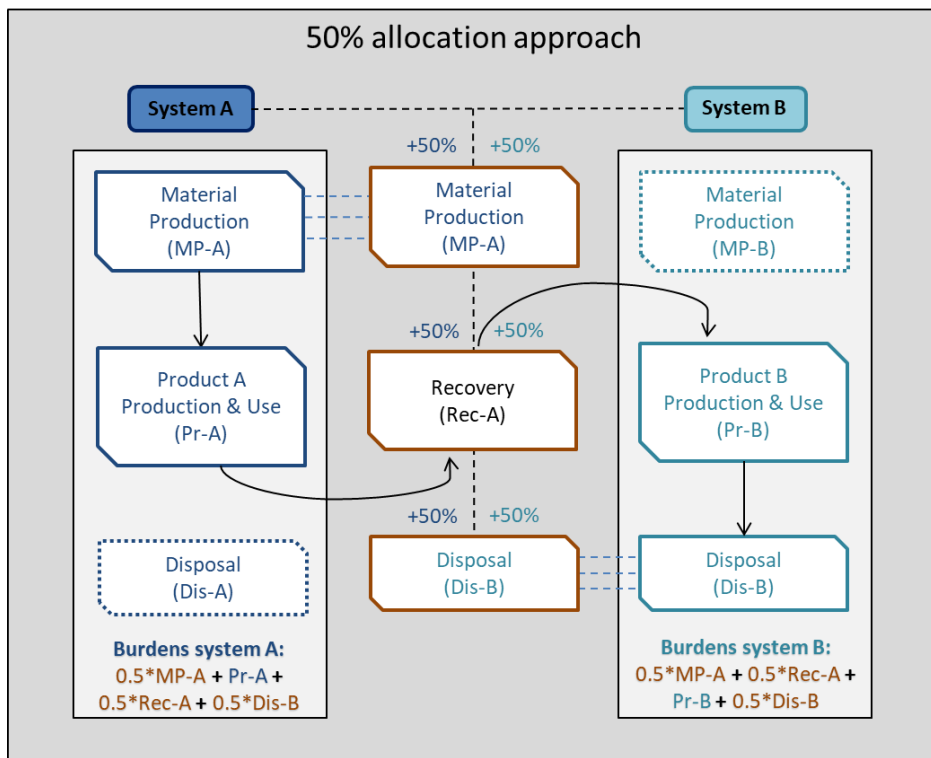 50% allocation approach
System A
System B
+50%
+50%
Material
Production
(MP-A)
Material
Production
(MP-A)
Material
Production
(MP-B)
+50%
+50%
Product A
Production & Use
(Pr-A)
Recovery
(Rec-A)
Product B
Production & Use
(Pr-B)
+50%
+50%
Disposal
(Dis-A)
Disposal
(Dis-B)
Disposal
(Dis-B)
Burdens system A:
0.5*MP-A + Pr-A +
0.5*Rec-A + 0.5*Dis-B
Burdens system B:
0.5*MP-A + 0.5*Rec-A +
Pr-B + 0.5*Dis-B